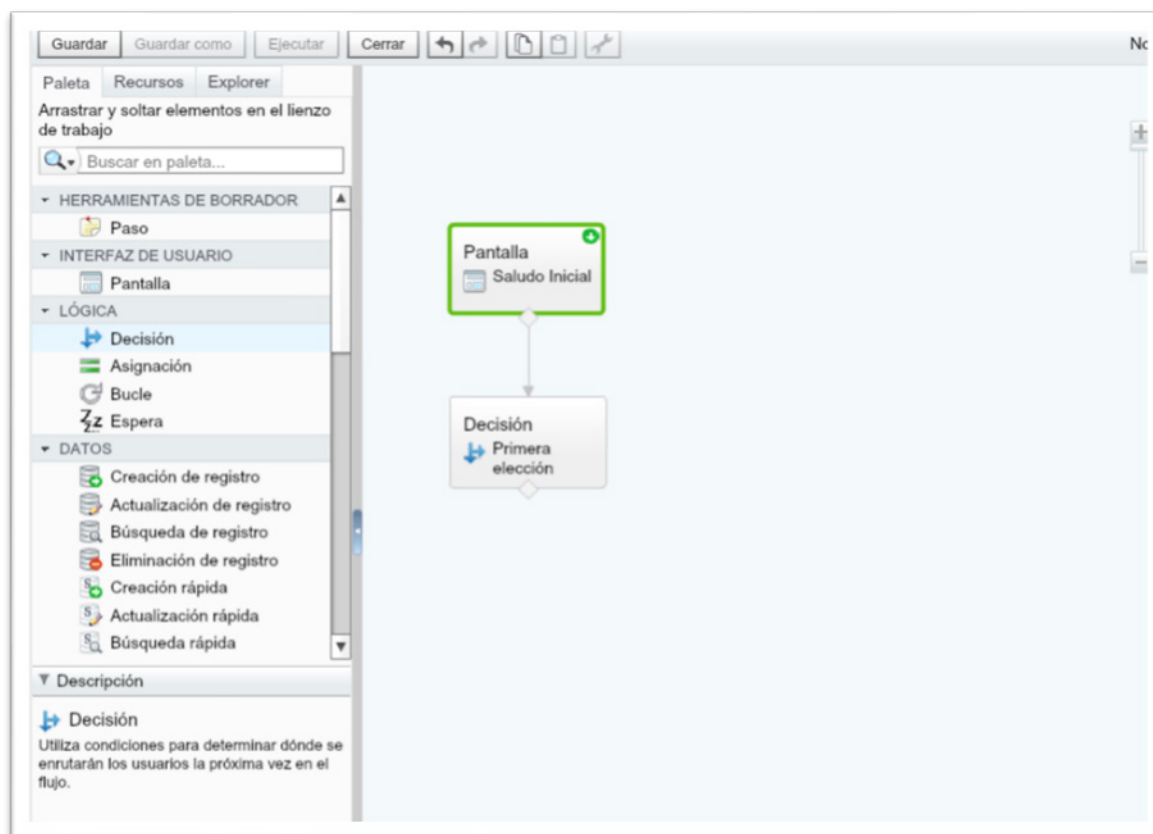 Guardar Guardar como Ejecutar Cerrar
Paleta Recursos Explorer
Arrastrar y soltar elementos en el lienzo
de trabajo
Buscar en paleta...
HERRAMIENTAS DE BORRADOR
Paso
INTERFAZ DE USUARIO
Pantalla
LÓGICA
Decisión
Asignación
Bucle
Espera
DATOS
Creación de registro
Actualización de registro
Búsqueda de registro
Eliminación de registro
Creación rápida
Actualización rápida
Búsqueda rápida
Descripción
Decisión
Utiliza condiciones para determinar dónde se
enrutarán los usuarios la próxima vez en el
flujo.
Pantalla
Saludo Inicial
Decisión
Primera
elección